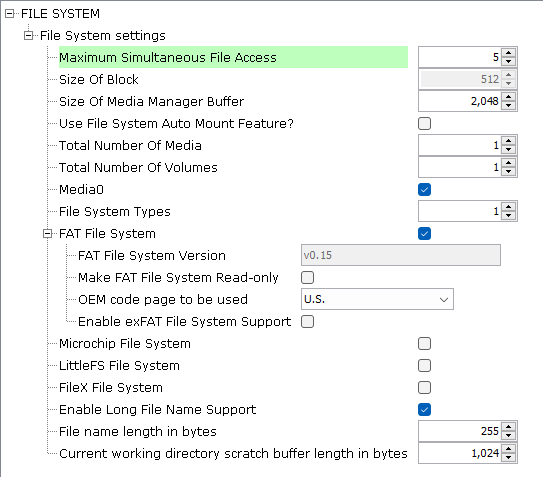 FILE SYSTEM
File System settings
Maximum Simultaneous File Access 5
Size Of Block 512
Size Of Media Manager Buffer 2,048
Use File System Auto Mount Feature?
Total Number Of Media 1
Total Number Of Volumes 1
Media0
File System Types 1
FAT File System
FAT File System Version v0.15
Make FAT File System Read-only
OEM code page to be used U.S.
Enable exFAT File System Support
Microchip File System
LittleFS File System
FileX File System
Enable Long File Name Support
File name length in bytes 255
Current working directory scratch buffer length in bytes 1,024